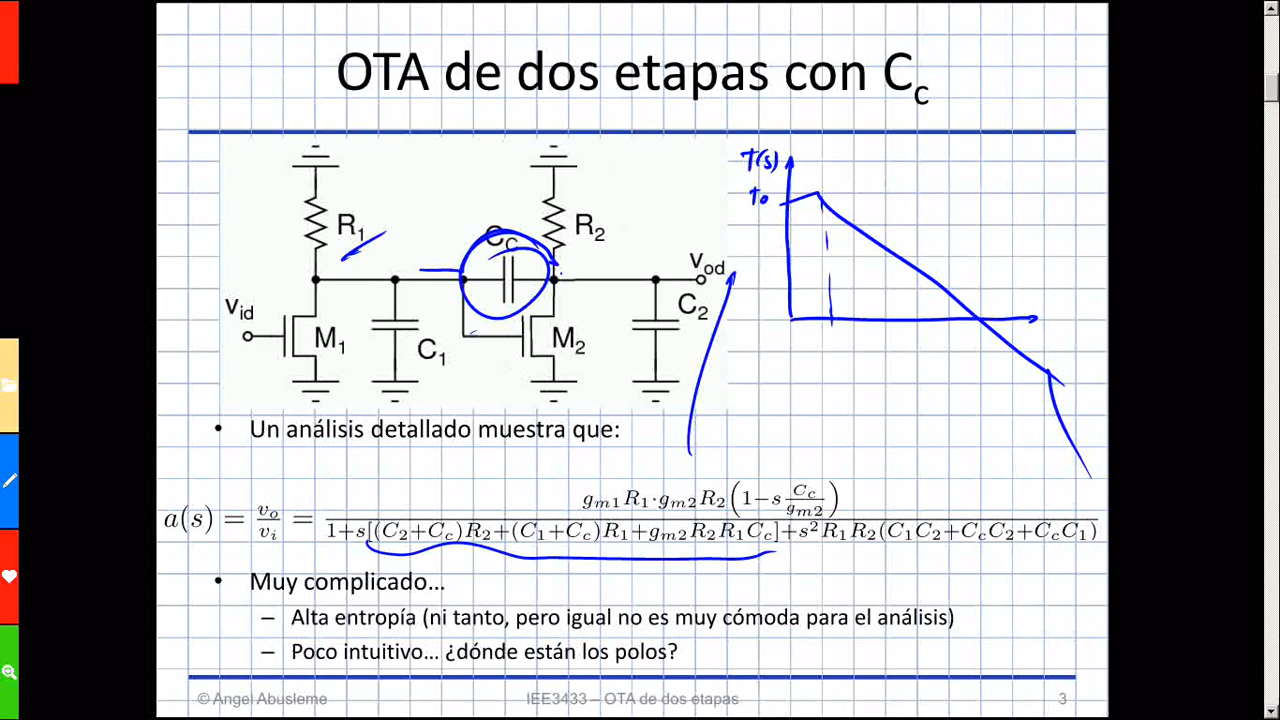 OTA de dos etapas con Cc
T(s)
To
R1
CC
R2
vod
vid
M1
C1
M2
C2
• Un análisis detallado muestra que:
a(s) = vo/vi = gm1R1·gm2R2(1−s Cc/gm2) / 1+s[(C2+Cc)R2+(C1+Cc)R1+gm2R2R1Cc]+s²R1R2(C1C2+CcC2+CcC1)
• Muy complicado...
– Alta entropía (ni tanto, pero igual no es muy cómoda para el análisis)
– Poco intuitivo... ¿dónde están los polos?
© Angel Abusleme IEE3433 – OTA de dos etapas 3